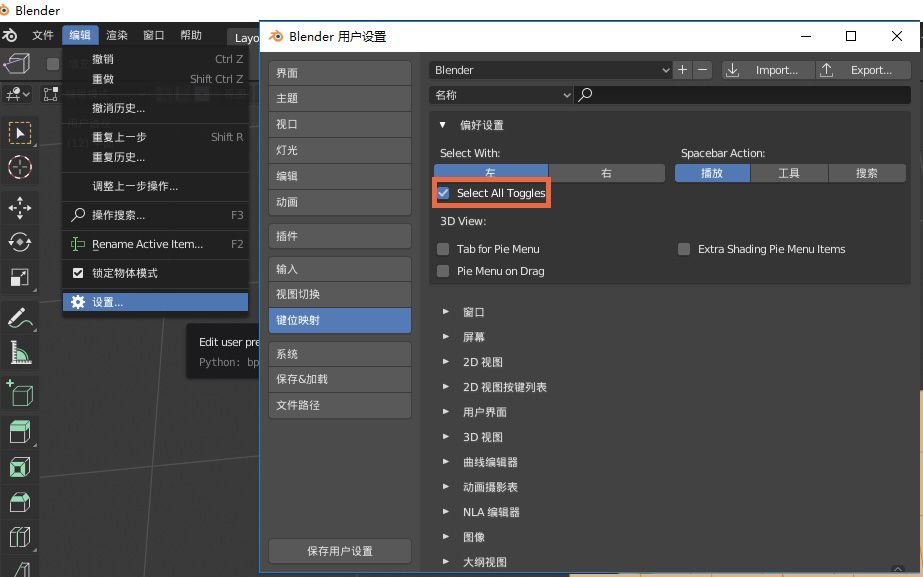 Blender
文件 编辑 渲染 窗口 帮助 Layo
撤销 Ctrl Z
重做 Shift Ctrl Z
撤消历史...
重复上一步 Shift R
重复历史...
调整上一步操作...
操作搜索... F3
Rename Active Item... F2
锁定物体模式
设置...
Edit user pre
Python: bp
Blender 用户设置
界面
主题
视口
灯光
编辑
动画
插件
输入
视图切换
键位映射
系统
保存&加载
文件路径
保存用户设置
Blender Import... Export...
名称
偏好设置
Select With: Spacebar Action:
左 右 播放 工具 搜索
Select All Toggles
3D View:
Tab for Pie Menu Extra Shading Pie Menu Items
Pie Menu on Drag
窗口
屏幕
2D 视图
2D 视图按键列表
用户界面
3D 视图
曲线编辑器
动画摄影表
NLA 编辑器
图像
大纲视图